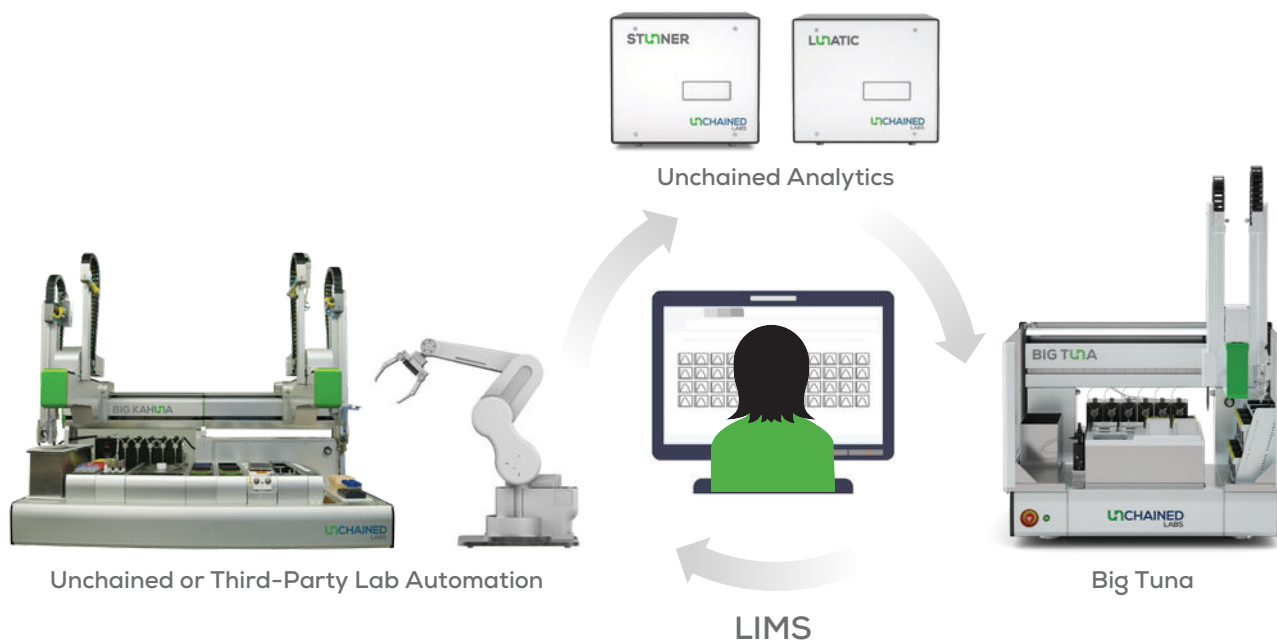 STUNNER
UNCHAINED
LABS
LUNATIC
UNCHAINED
LABS
Unchained Analytics
BIG KAHUNA
UNCHAINED
LABS
BIG TUNA
UNCHAINED
LABS
Unchained or Third-Party Lab Automation
Big Tuna
LIMS